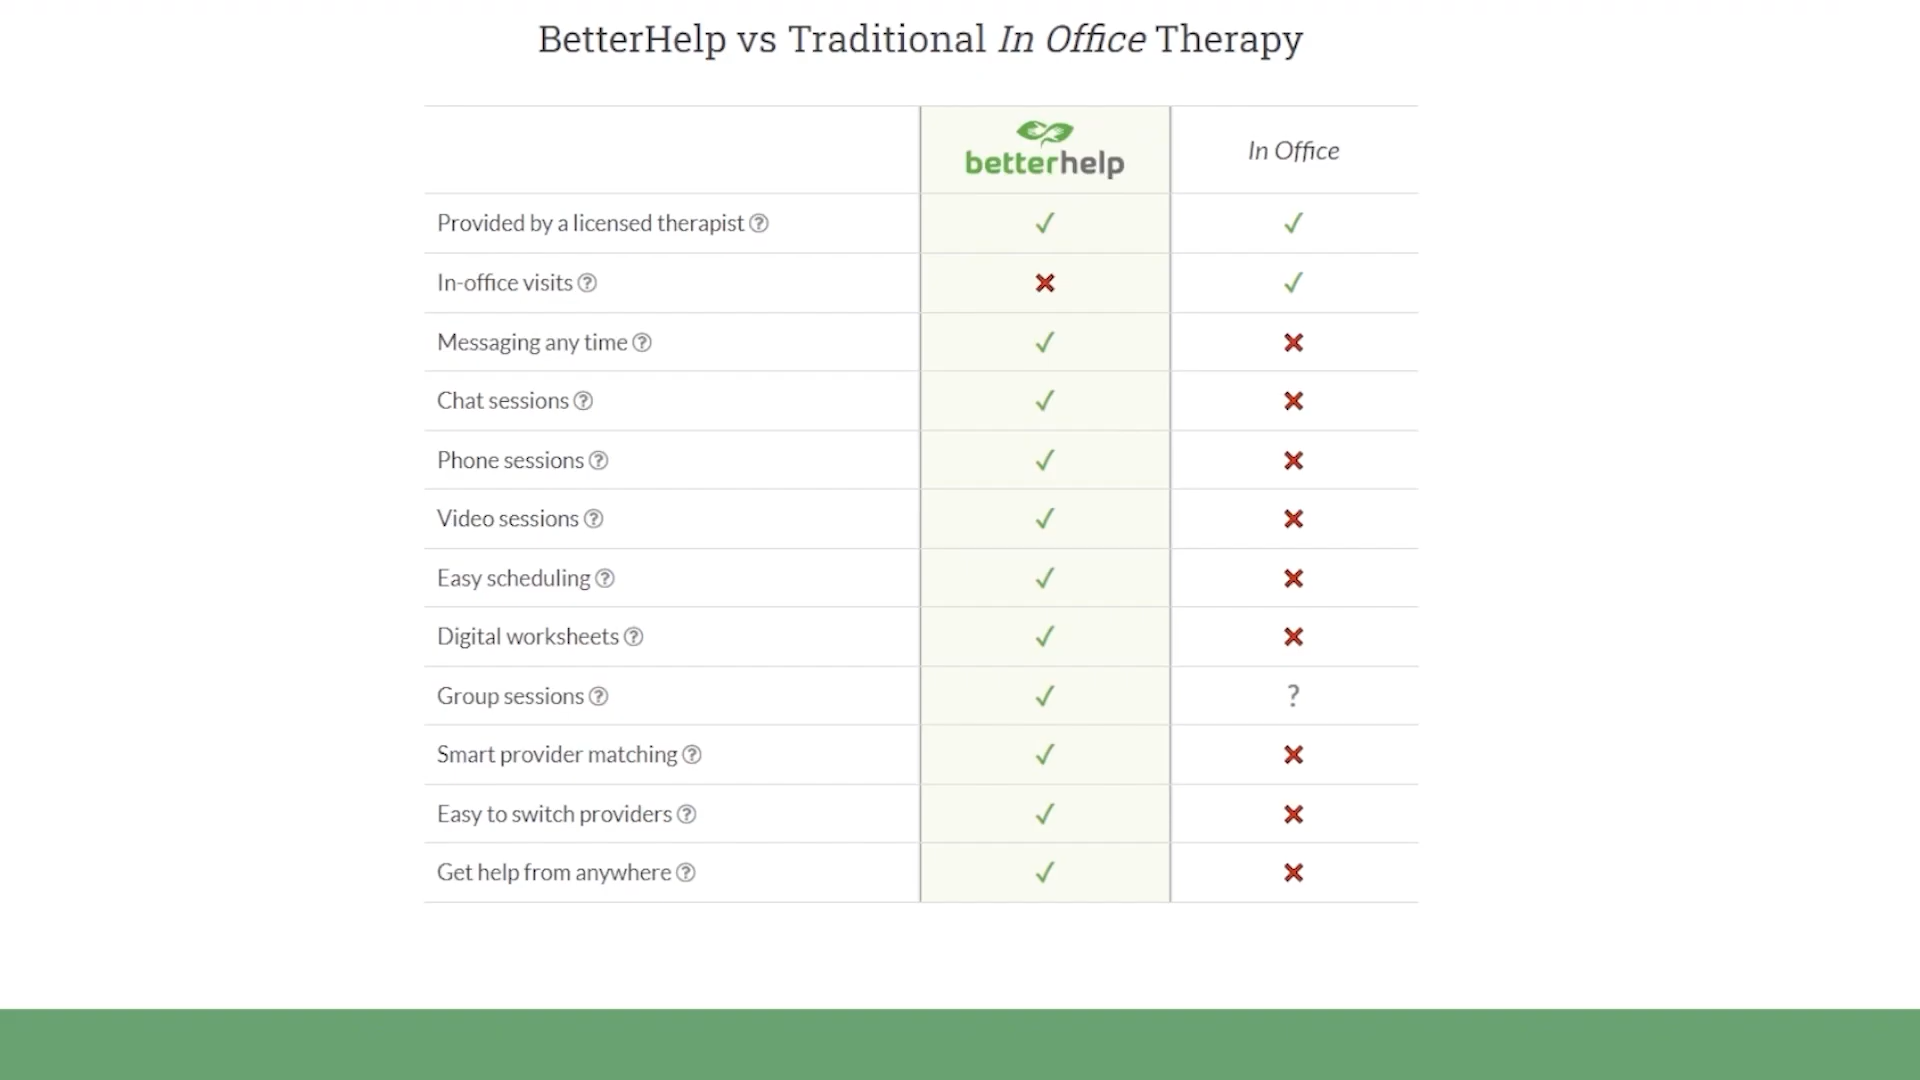 BetterHelp vs Traditional In Office Therapy
betterhelp
In Office
Provided by a licensed therapist ?
In-office visits ?
Messaging any time ?
Chat sessions ?
Phone sessions ?
Video sessions ?
Easy scheduling ?
Digital worksheets ?
Group sessions ? ?
Smart provider matching ?
Easy to switch providers ?
Get help from anywhere ?